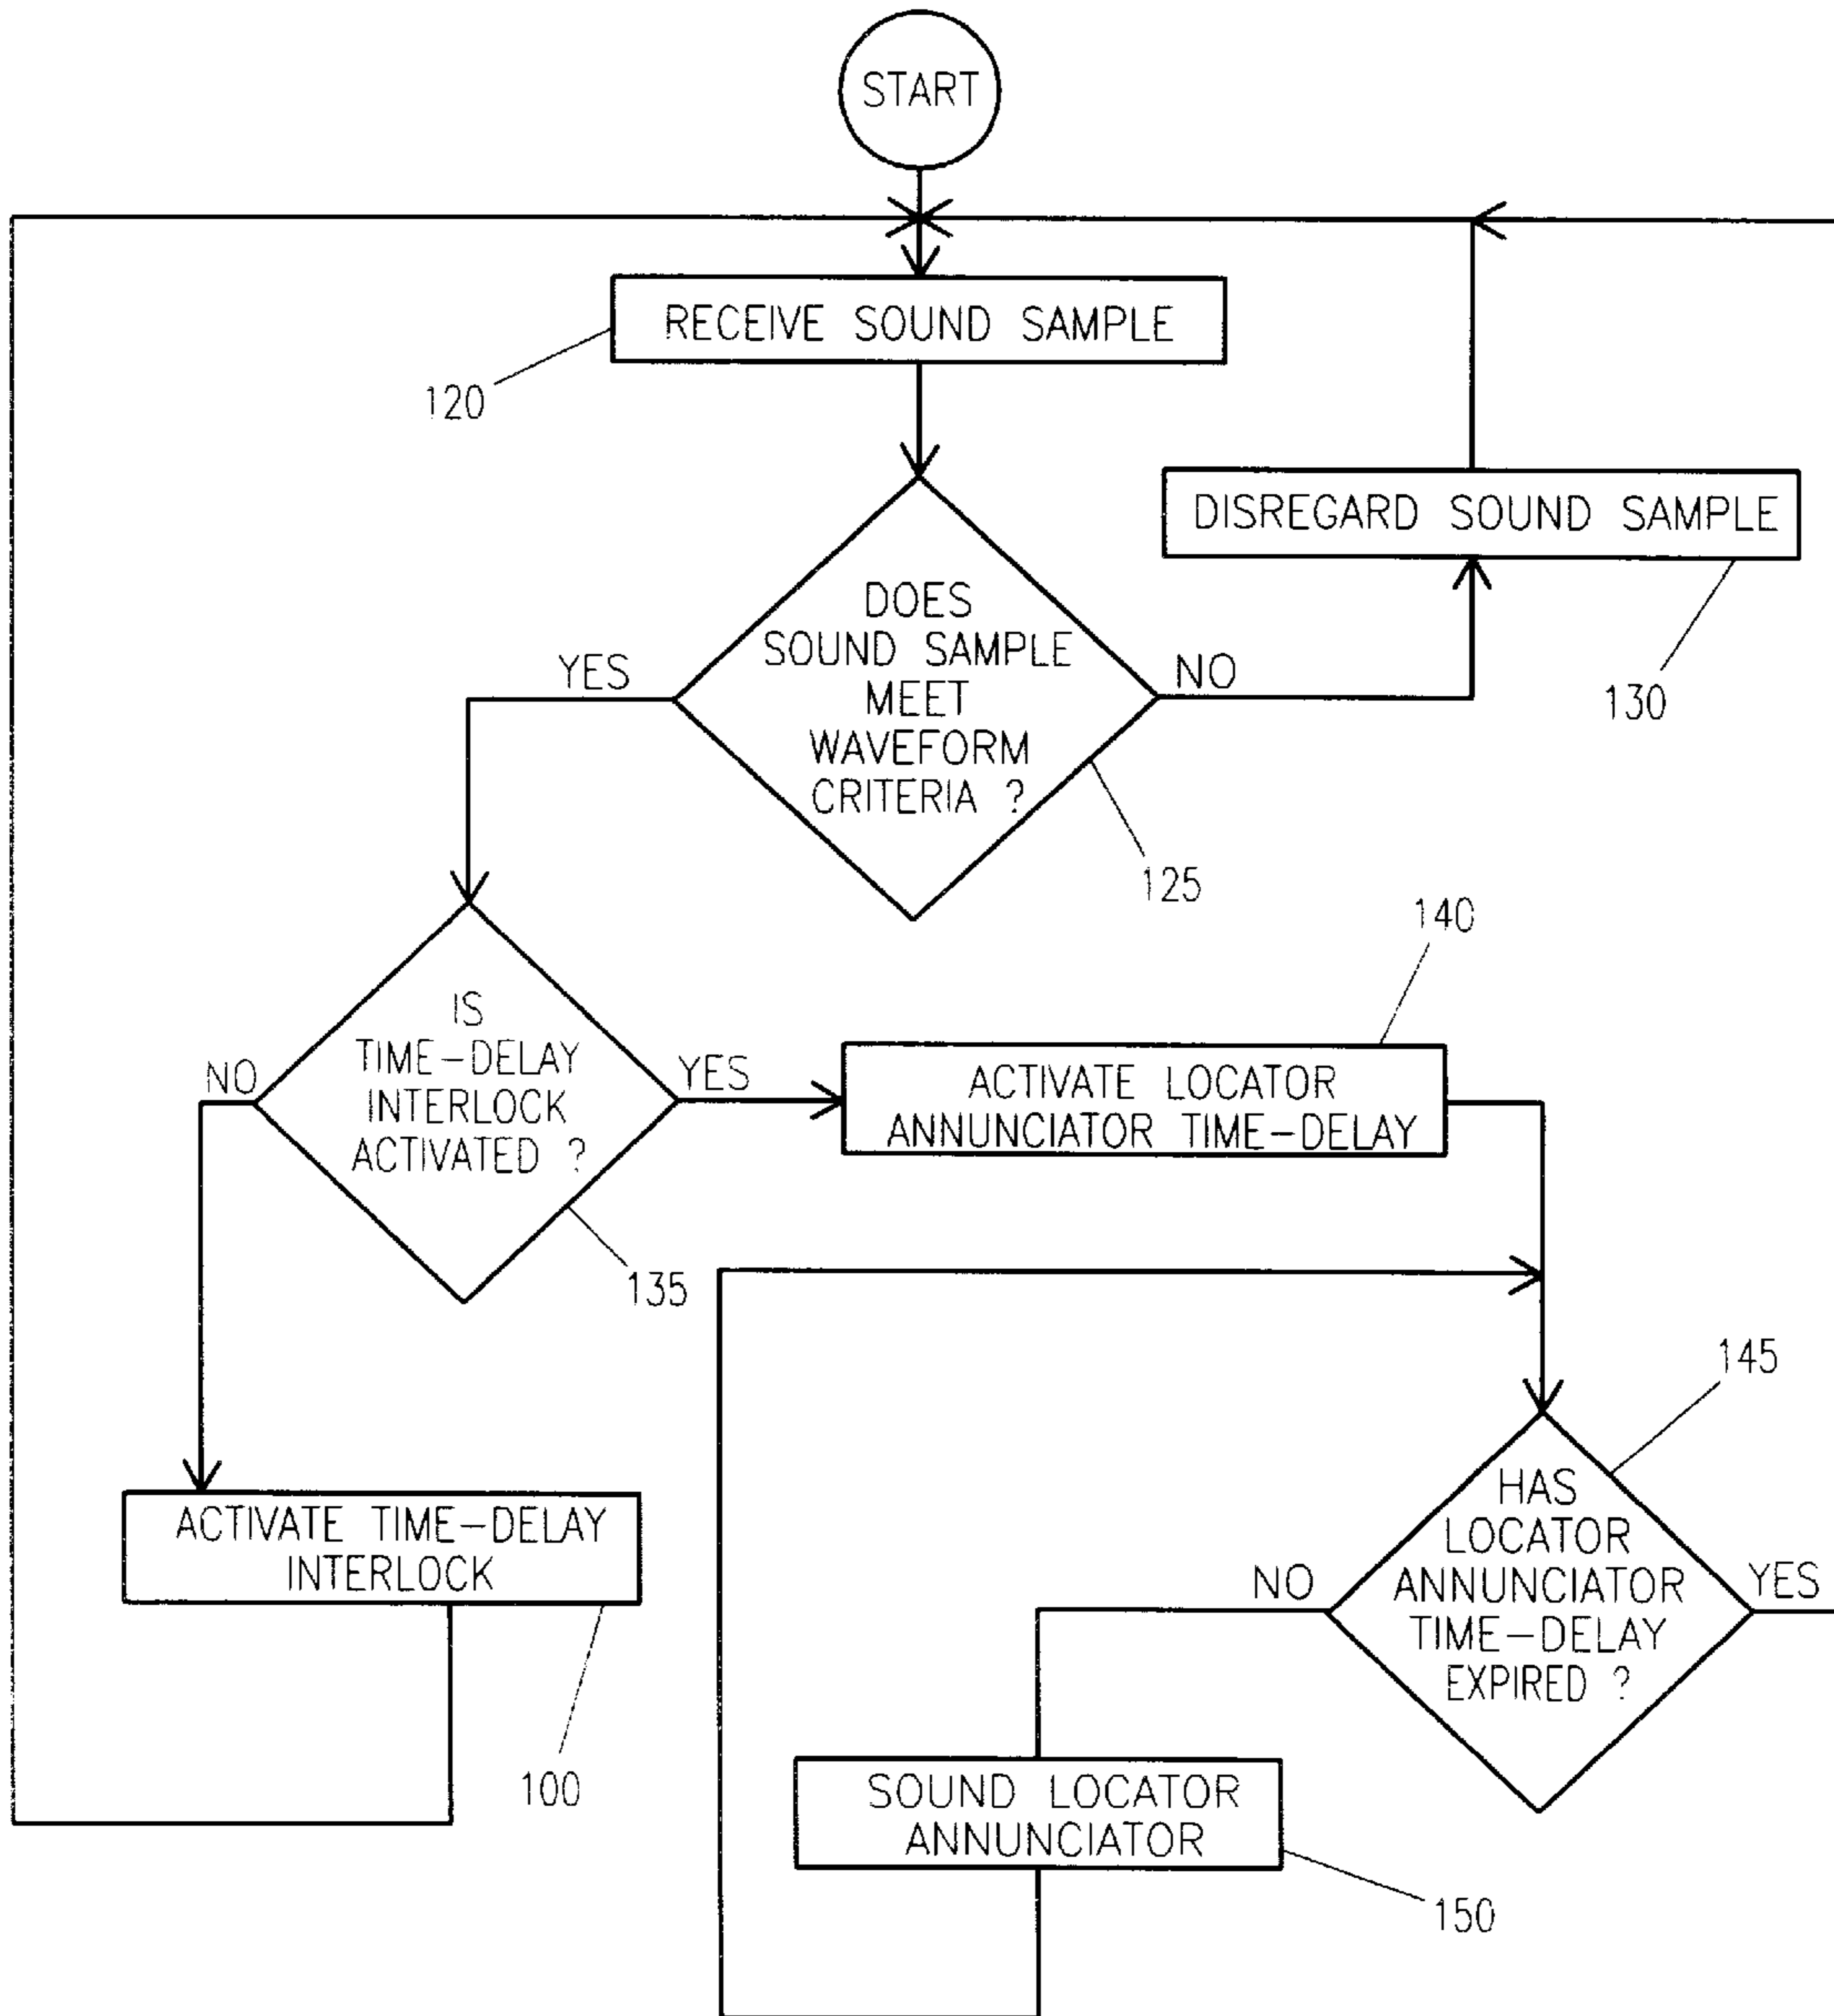 START
RECEIVE SOUND SAMPLE
120
DISREGARD SOUND SAMPLE
130
DOES
SOUND SAMPLE
MEET
WAVEFORM
CRITERIA ?
YES
NO
125
IS
TIME-DELAY
INTERLOCK
ACTIVATED ?
NO
YES
135
140
ACTIVATE LOCATOR
ANNUNCIATOR TIME-DELAY
145
HAS
LOCATOR
ANNUNCIATOR
TIME-DELAY
EXPIRED ?
NO
YES
ACTIVATE TIME-DELAY
INTERLOCK
100
SOUND LOCATOR
ANNUNCIATOR
150